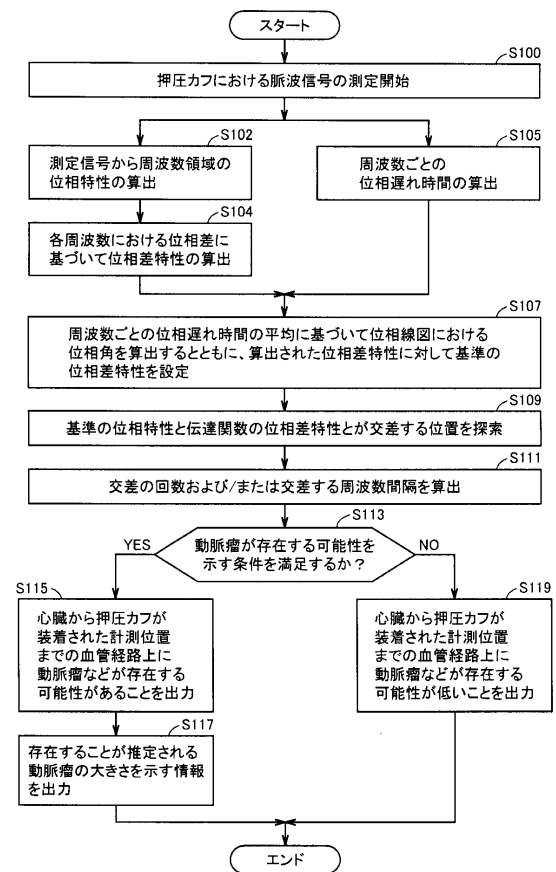 スタート
S100
押圧カフにおける脈波信号の測定開始
S102
測定信号から周波数領域の
位相特性の算出
S105
周波数ごとの
位相遅れ時間の算出
S104
各周波数における位相差に
基づいて位相差特性の算出
S107
周波数ごとの位相遅れ時間の平均に基づいて位相線図における
位相角を算出するとともに、算出された位相差特性に対して基準の
位相差特性を設定
S109
基準の位相特性と伝達関数の位相差特性とが交差する位置を探索
S111
交差の回数および/または交差する周波数間隔を算出
S113
動脈瘤が存在する可能性を
示す条件を満足するか?
YES
NO
S115
心臓から押圧カフが
装着された計測位置
までの血管経路上に
動脈瘤などが存在する
可能性があることを出力
S119
心臓から押圧カフが
装着された計測位置
までの血管経路上に
動脈瘤などが存在する
可能性が低いことを出力
S117
存在することが推定される
動脈瘤の大きさを示す情報
を出力
エンド